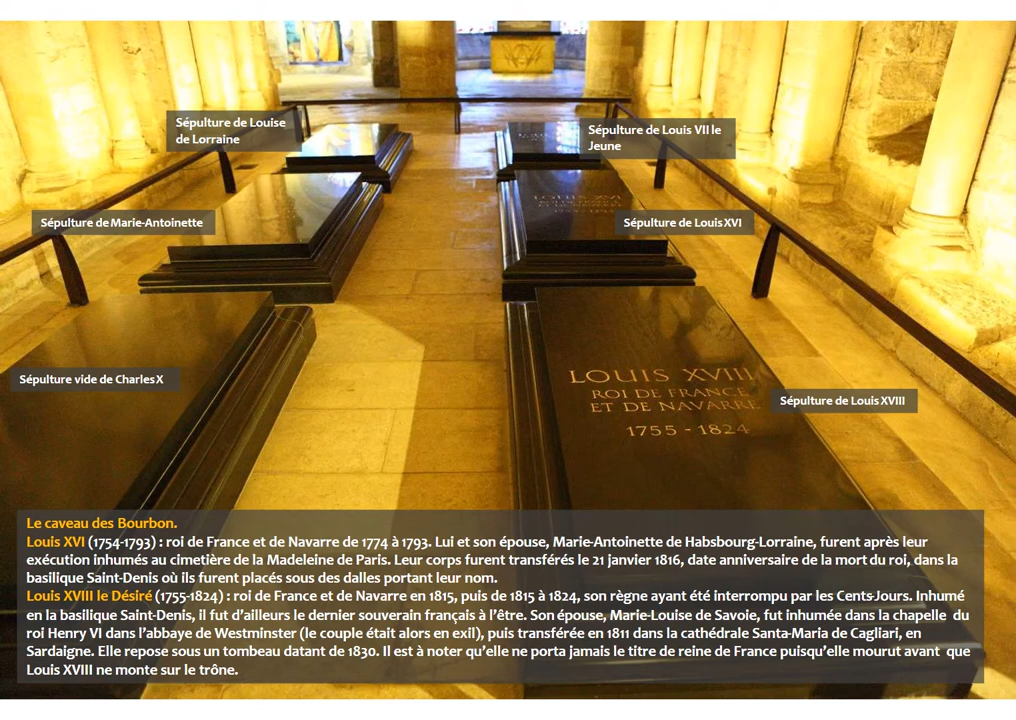 Sépulture de Louise
de Lorraine
Sépulture de Louis VII le
Jeune
Sépulture de Marie-Antoinette
LOUIS XVI
Sépulture de Louis XVI
Sépulture vide de Charles X
LOUIS XVIII
ROI DE FRANCE
ET DE NAVARRE
1755 - 1824
Sépulture de Louis XVIII
Le caveau des Bourbon.
Louis XVI (1754-1793) : roi de France et de Navarre de 1774 à 1793. Lui et son épouse, Marie-Antoinette de Habsbourg-Lorraine, furent après leur
exécution inhumés au cimetière de la Madeleine de Paris. Leur corps furent transférés le 21 janvier 1816, date anniversaire de la mort du roi, dans la
basilique Saint-Denis où ils furent placés sous des dalles portant leur nom.
Louis XVIII le Désiré (1755-1824) : roi de France et de Navarre en 1815, puis de 1815 à 1824, son règne ayant été interrompu par les Cents-Jours. Inhumé
en la basilique Saint-Denis, il fut d'ailleurs le dernier souverain français à l'être. Son épouse, Marie-Louise de Savoie, fut inhumée dans la chapelle du
roi Henry VI dans l'abbaye de Westminster (le couple était alors en exil), puis transférée en 1811 dans la cathédrale Santa-Maria de Cagliari, en
Sardaigne. Elle repose sous un tombeau datant de 1830. Il est à noter qu'elle ne porta jamais le titre de reine de France puisqu'elle mourut avant que
Louis XVIII ne monte sur le trône.